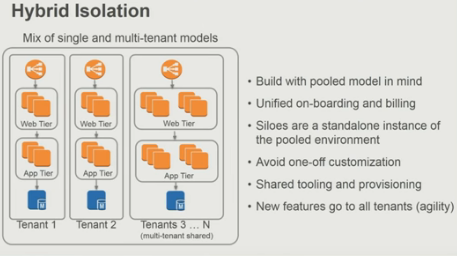 Hybrid Isolation
Mix of single and multi-tenant models
Web Tier
Web Tier
Web Tier
App Tier
App Tier
App Tier
Tenant 1
Tenant 2
Tenants 3 ... N
(multi-tenant shared)
• Build with pooled model in mind
• Unified on-boarding and billing
• Siloes are a standalone instance of
the pooled environment
• Avoid one-off customization
• Shared tooling and provisioning
• New features go to all tenants (agility)